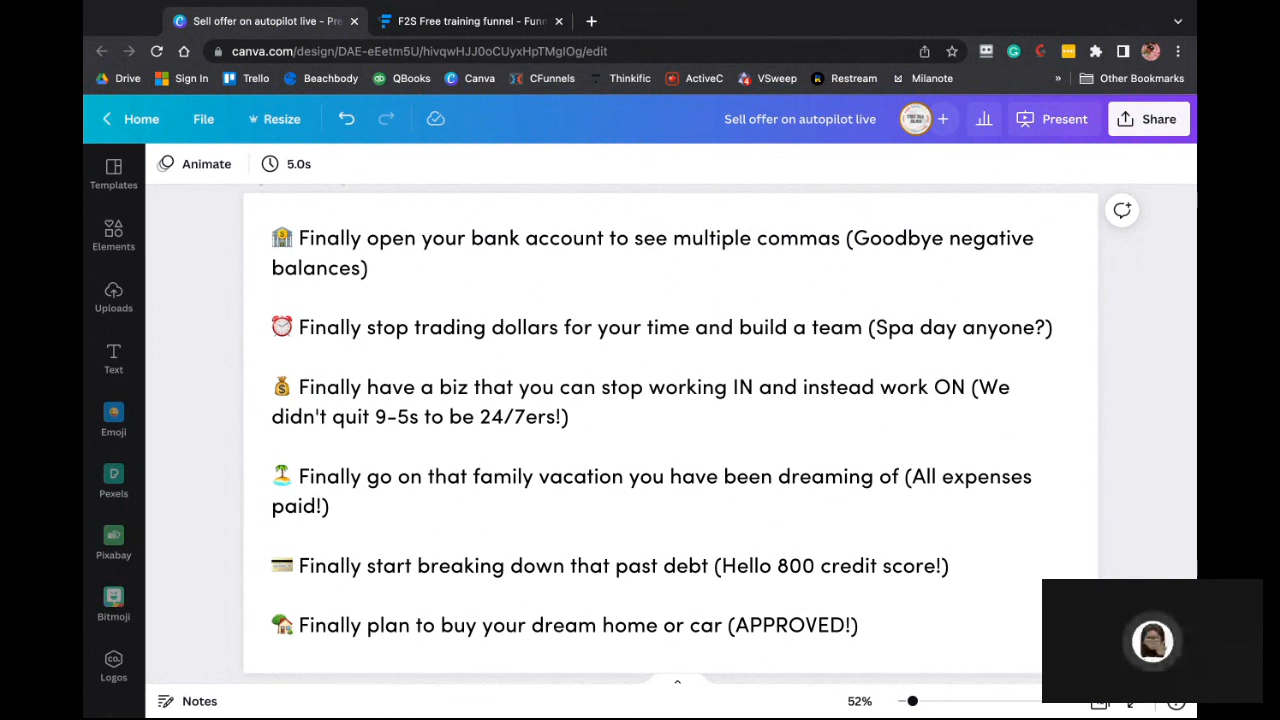 Sell offer on autopilot live - Pre
F2S Free training funnel - Funn
canva.com/design/DAE-eEetm5U/hivqwHJJ0oCUyxHpTMglOg/edit
Drive
Sign In
Trello
Beachbody
QBooks
Canva
CFunnels
Thinkific
ActiveC
VSweep
Restream
Milanote
»
Other Bookmarks
Home
File
Resize
Sell offer on autopilot live
Present
Share
Animate
5.0s
Templates
Elements
Uploads
Text
Emoji
Pexels
Pixabay
Bitmoji
CO.
Logos
Finally open your bank account to see multiple commas (Goodbye negative
balances)
Finally stop trading dollars for your time and build a team (Spa day anyone?)
Finally have a biz that you can stop working IN and instead work ON (We
didn't quit 9-5s to be 24/7ers!)
Finally go on that family vacation you have been dreaming of (All expenses
paid!)
Finally start breaking down that past debt (Hello 800 credit score!)
Finally plan to buy your dream home or car (APPROVED!)
Notes
52%